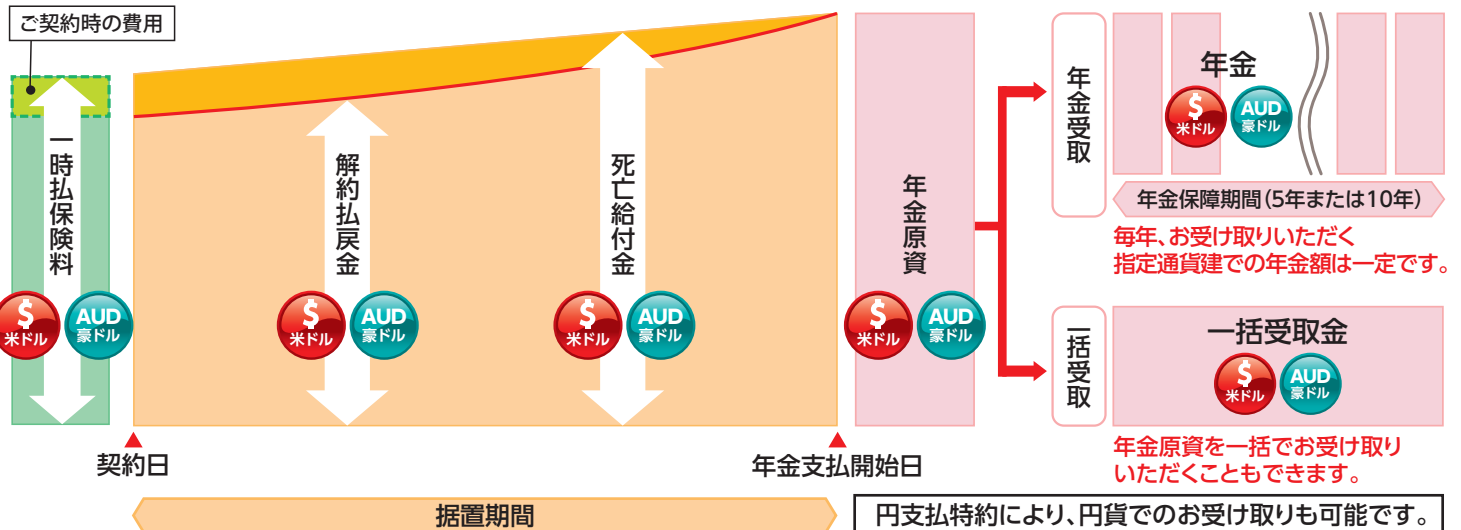 ご契約時の費用
一時払保険料
$
米ドル
AUD
豪ドル
解約払戻金
$
米ドル
AUD
豪ドル
死亡給付金
$
米ドル
AUD
豪ドル
年金原資
$
米ドル
AUD
豪ドル
年金受取
年金
$
米ドル
AUD
豪ドル
年金保障期間(5年または10年)
毎年、お受け取りいただく
指定通貨建での年金額は一定です。
一括受取
一括受取金
$
米ドル
AUD
豪ドル
年金原資を一括でお受け取り
いただくこともできます。
契約日
年金支払開始日
据置期間
円支払特約により、円貨でのお受け取りも可能です。